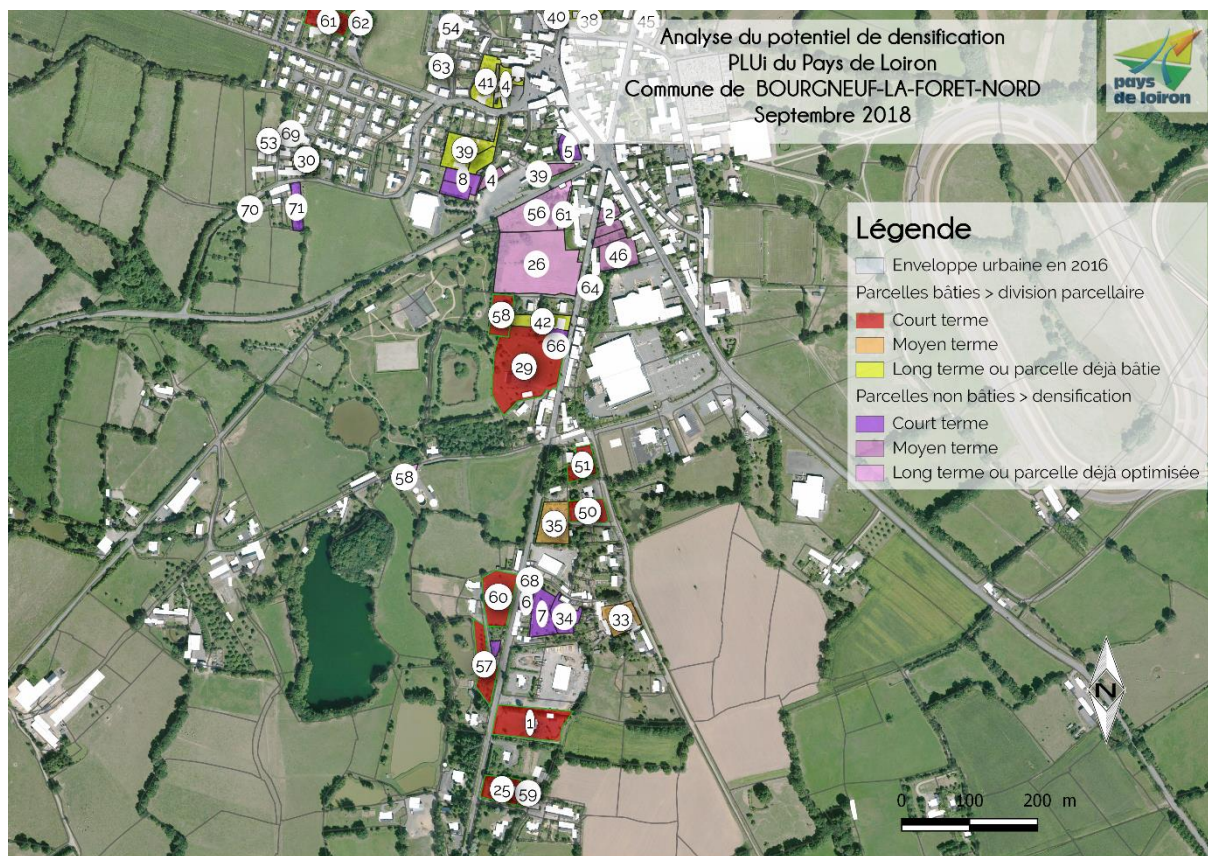 61 62 54 40 38 45
Analyse du potentiel de densification
PLUi du Pays de Loiron
Commune de BOURGNEUF-LA-FORET-NORD
Septembre 2018
pays
de loiron
63 41 4
53 69 30 39 5
8 4 39
70 71 56 61 2
26 46
64
58 42
66
29
Légende
Enveloppe urbaine en 2016
Parcelles bâties > division parcellaire
Court terme
Moyen terme
Long terme ou parcelle déjà bâtie
Parcelles non bâties > densification
Court terme
Moyen terme
Long terme ou parcelle déjà optimisée
58 51
35 50
60 68
6 7 34 33
57
1
25 59
N
0 100 200 m